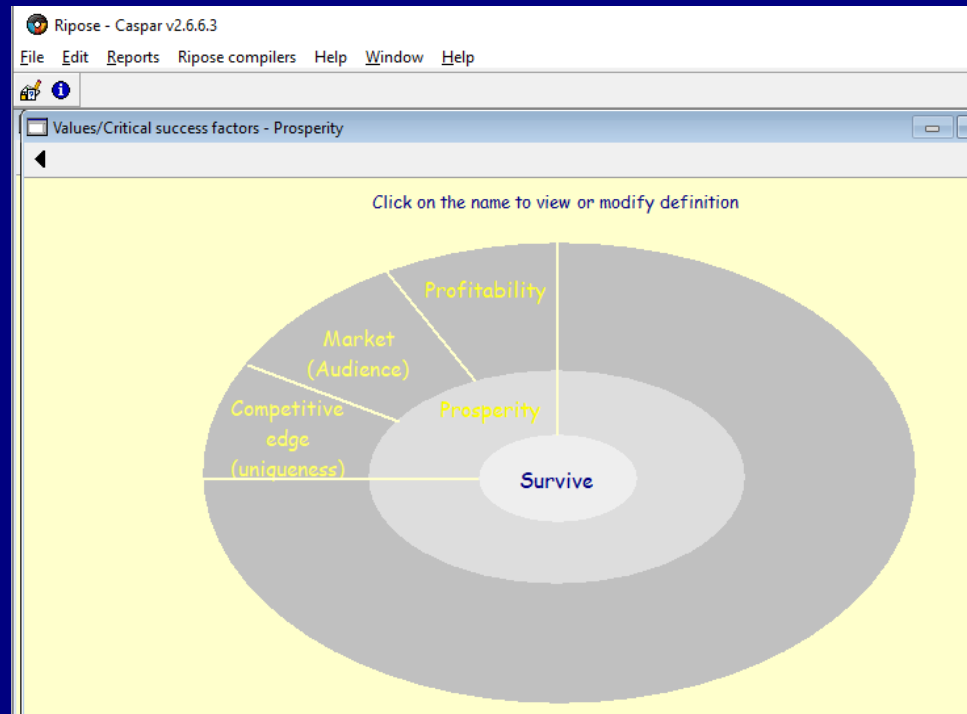 Ripose - Caspar v2.6.6.3
File Edit Reports Ripose compilers Help Window Help
Values/Critical success factors - Prosperity
Click on the name to view or modify definition
Profitability
Market
(Audience)
Prosperity
Competitive
edge
(uniqueness)
Survive